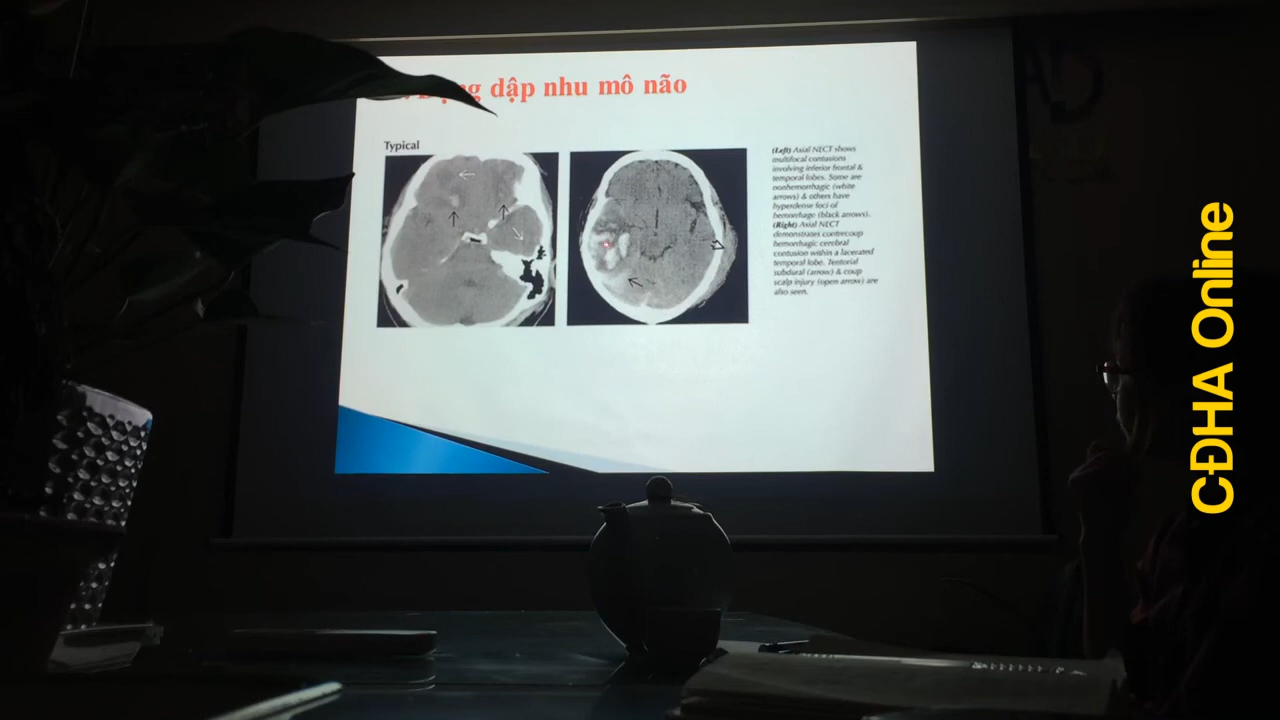 dập nhu mô não
Typical
(Left) Axial NECT shows
multifocal contusions
involving inferior frontal &
temporal lobes. Some are
nonhemorrhagic (white
arrows) & others have
hyperdense foci of
hemorrhage (black arrows).
(Right) Axial NECT
demonstrates contrecoup
hemorrhagic cerebral
contusion within a lacerated
temporal lobe. Tentorial
subdural (arrow) & coup
scalp injury (open arrow) are
also seen.
CĐHA Online